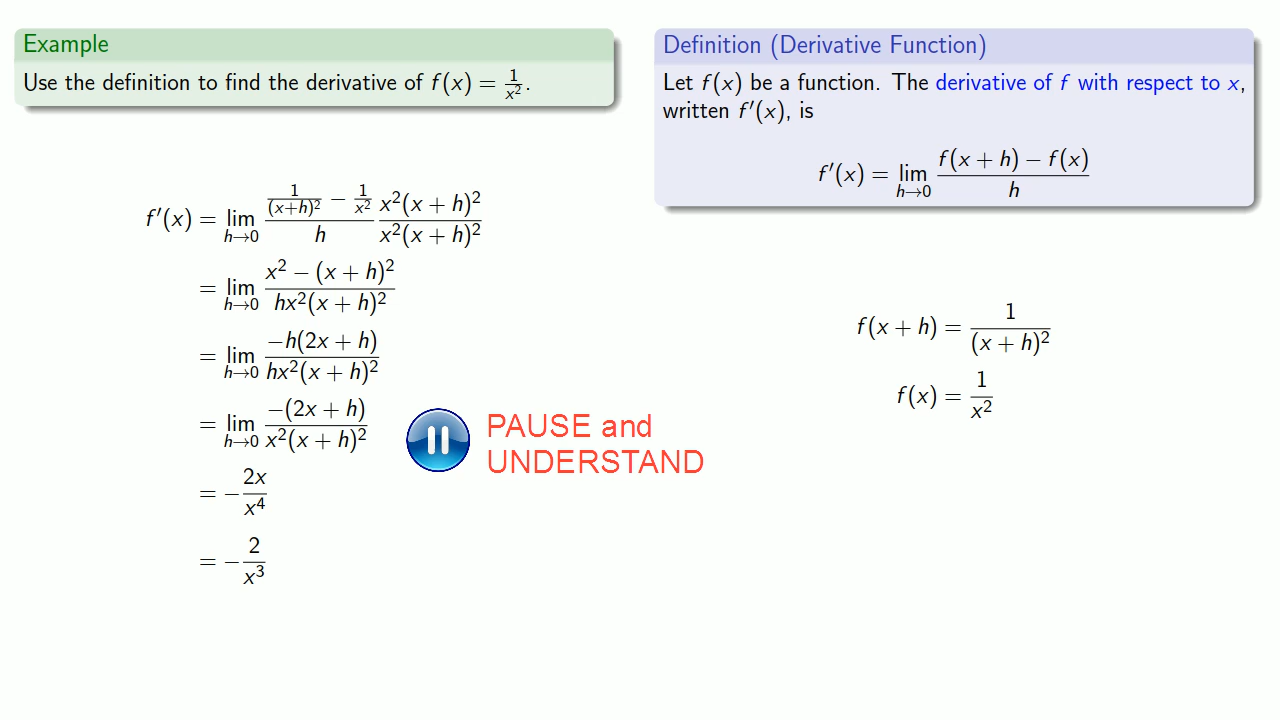 Example
Use the definition to find the derivative of f(x) = 1/x².
Definition (Derivative Function)
Let f(x) be a function. The derivative of f with respect to x,
written f′(x), is
f′(x) = lim_{h→0} (f(x + h) − f(x))/h
f′(x) = lim_{h→0} (1/(x+h)² − 1/x²)/h · x²(x + h)²/x²(x + h)²
= lim_{h→0} (x² − (x + h)²)/(hx²(x + h)²)
= lim_{h→0} −h(2x + h)/(hx²(x + h)²)
= lim_{h→0} −(2x + h)/(x²(x + h)²)
= − 2x/x⁴
= − 2/x³
PAUSE and
UNDERSTAND
f(x + h) = 1/(x + h)²
f(x) = 1/x²